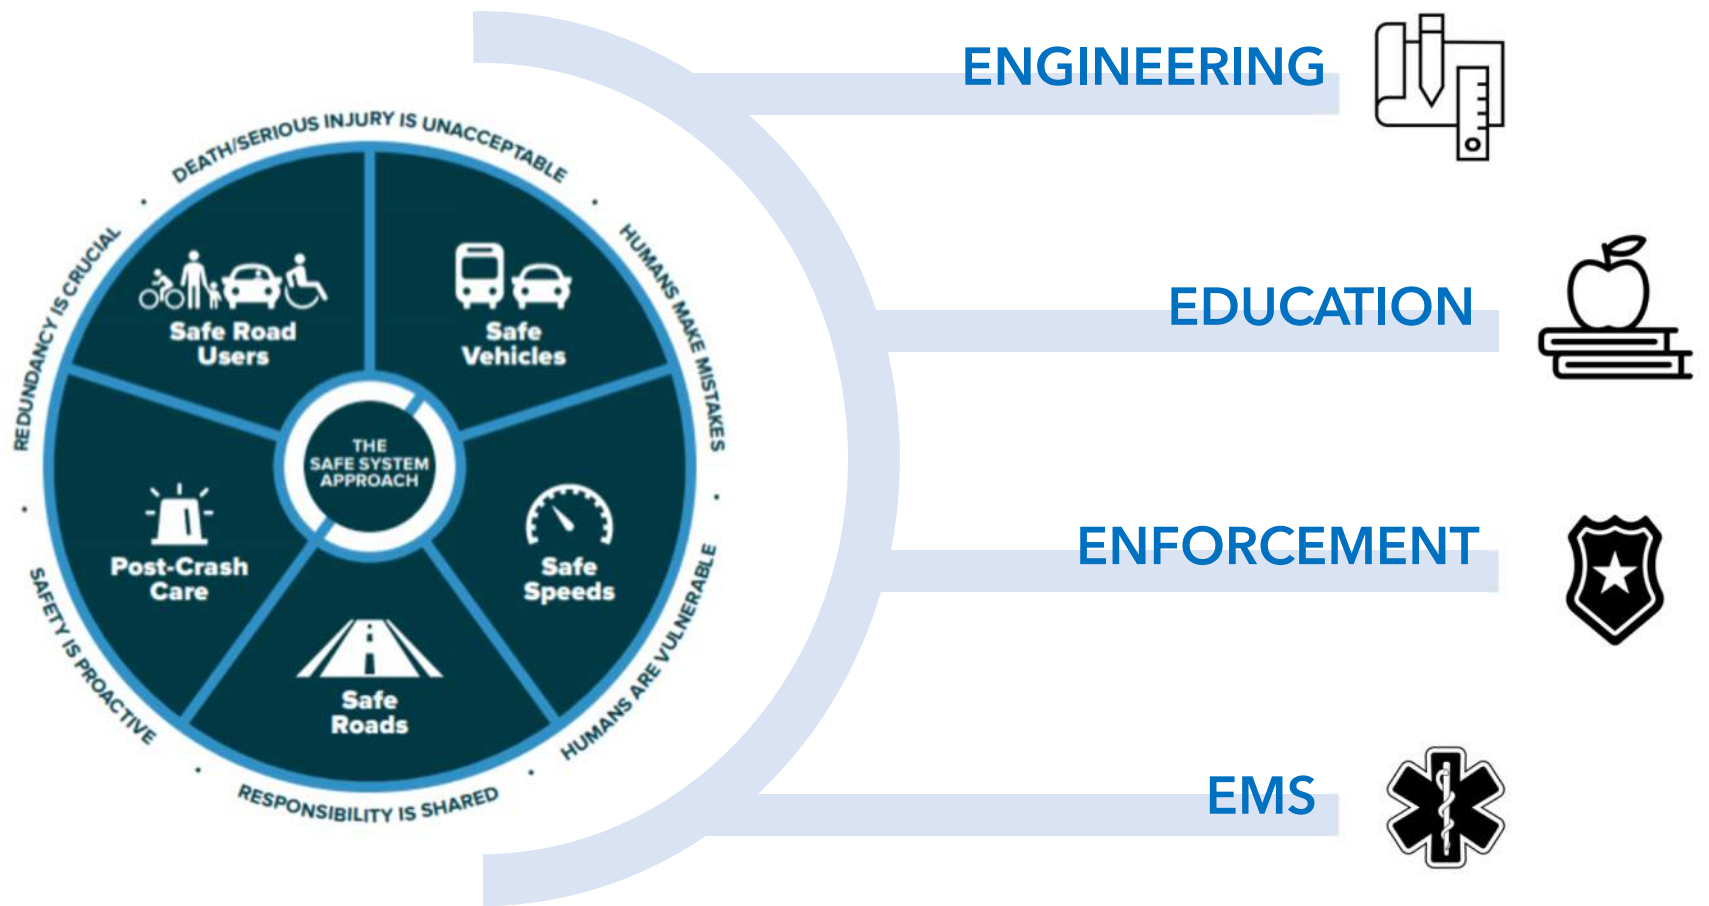 DEATH/SERIOUS INJURY IS UNACCEPTABLE
HUMANS MAKE MISTAKES
HUMANS ARE VULNERABLE
RESPONSIBILITY IS SHARED
SAFETY IS PROACTIVE
REDUNDANCY IS CRUCIAL
Safe Road
Users
Safe
Vehicles
THE
SAFE SYSTEM
APPROACH
Post-Crash
Care
Safe
Speeds
Safe
Roads
ENGINEERING
EDUCATION
ENFORCEMENT
EMS